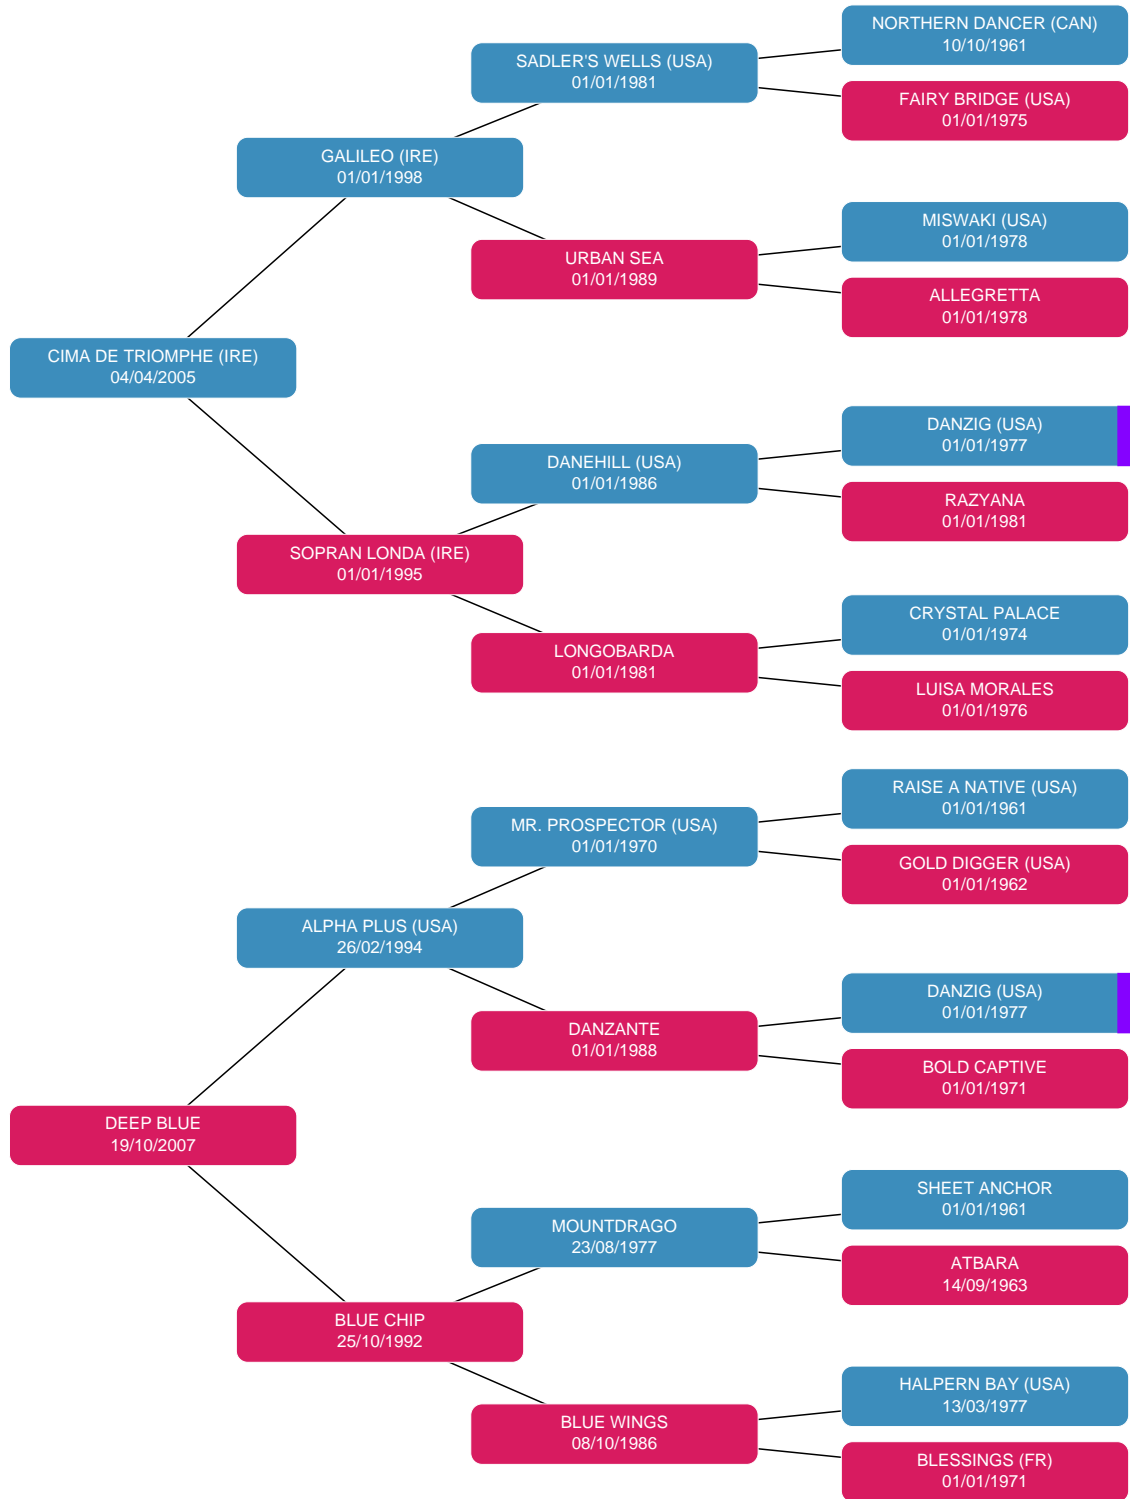 NORTHERN DANCER (CAN)
10/10/1961
SADLER'S WELLS (USA)
01/01/1981
FAIRY BRIDGE (USA)
01/01/1975
GALILEO (IRE)
01/01/1998
MISWAKI (USA)
01/01/1978
URBAN SEA
01/01/1989
ALLEGRETTA
01/01/1978
CIMA DE TRIOMPHE (IRE)
04/04/2005
DANZIG (USA)
01/01/1977
DANEHILL (USA)
01/01/1986
RAZYANA
01/01/1981
SOPRAN LONDA (IRE)
01/01/1995
CRYSTAL PALACE
01/01/1974
LONGOBARDA
01/01/1981
LUISA MORALES
01/01/1976
RAISE A NATIVE (USA)
01/01/1961
MR. PROSPECTOR (USA)
01/01/1970
GOLD DIGGER (USA)
01/01/1962
ALPHA PLUS (USA)
26/02/1994
DANZIG (USA)
01/01/1977
DANZANTE
01/01/1988
BOLD CAPTIVE
01/01/1971
DEEP BLUE
19/10/2007
SHEET ANCHOR
01/01/1961
MOUNTDRAGO
23/08/1977
ATBARA
14/09/1963
BLUE CHIP
25/10/1992
HALPERN BAY (USA)
13/03/1977
BLUE WINGS
08/10/1986
BLESSINGS (FR)
01/01/1971